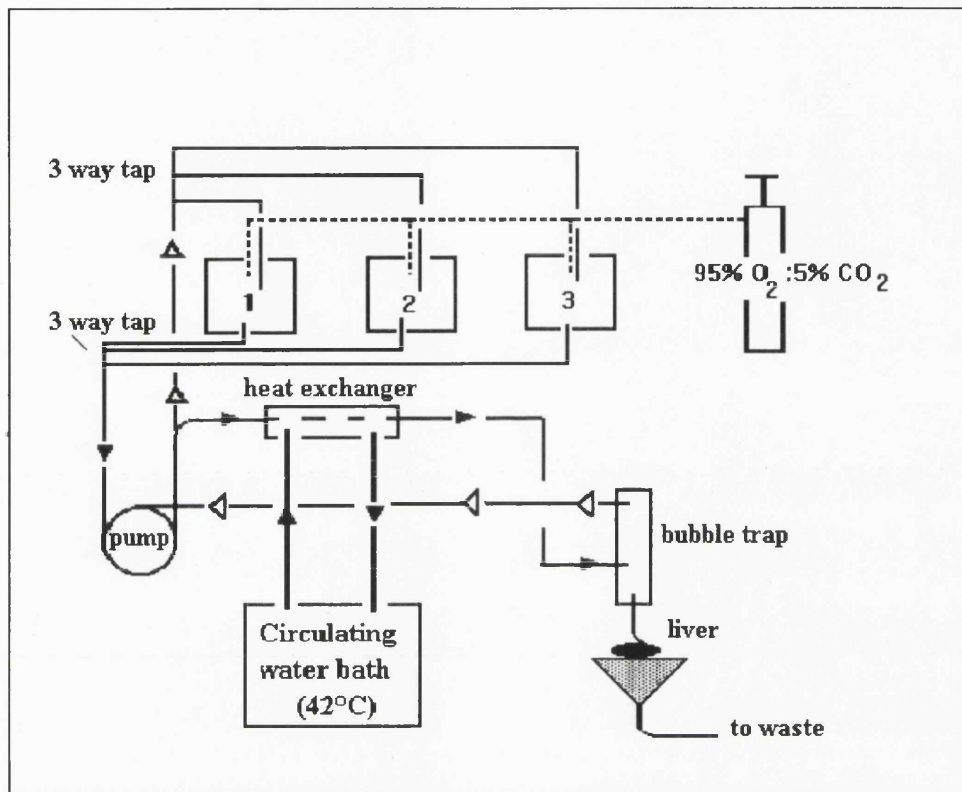 3 way tap
95% O2 :5% CO2
1
2
3
3 way tap
heat exchanger
pump
bubble trap
Circulating
water bath
(42°C)
liver
to waste